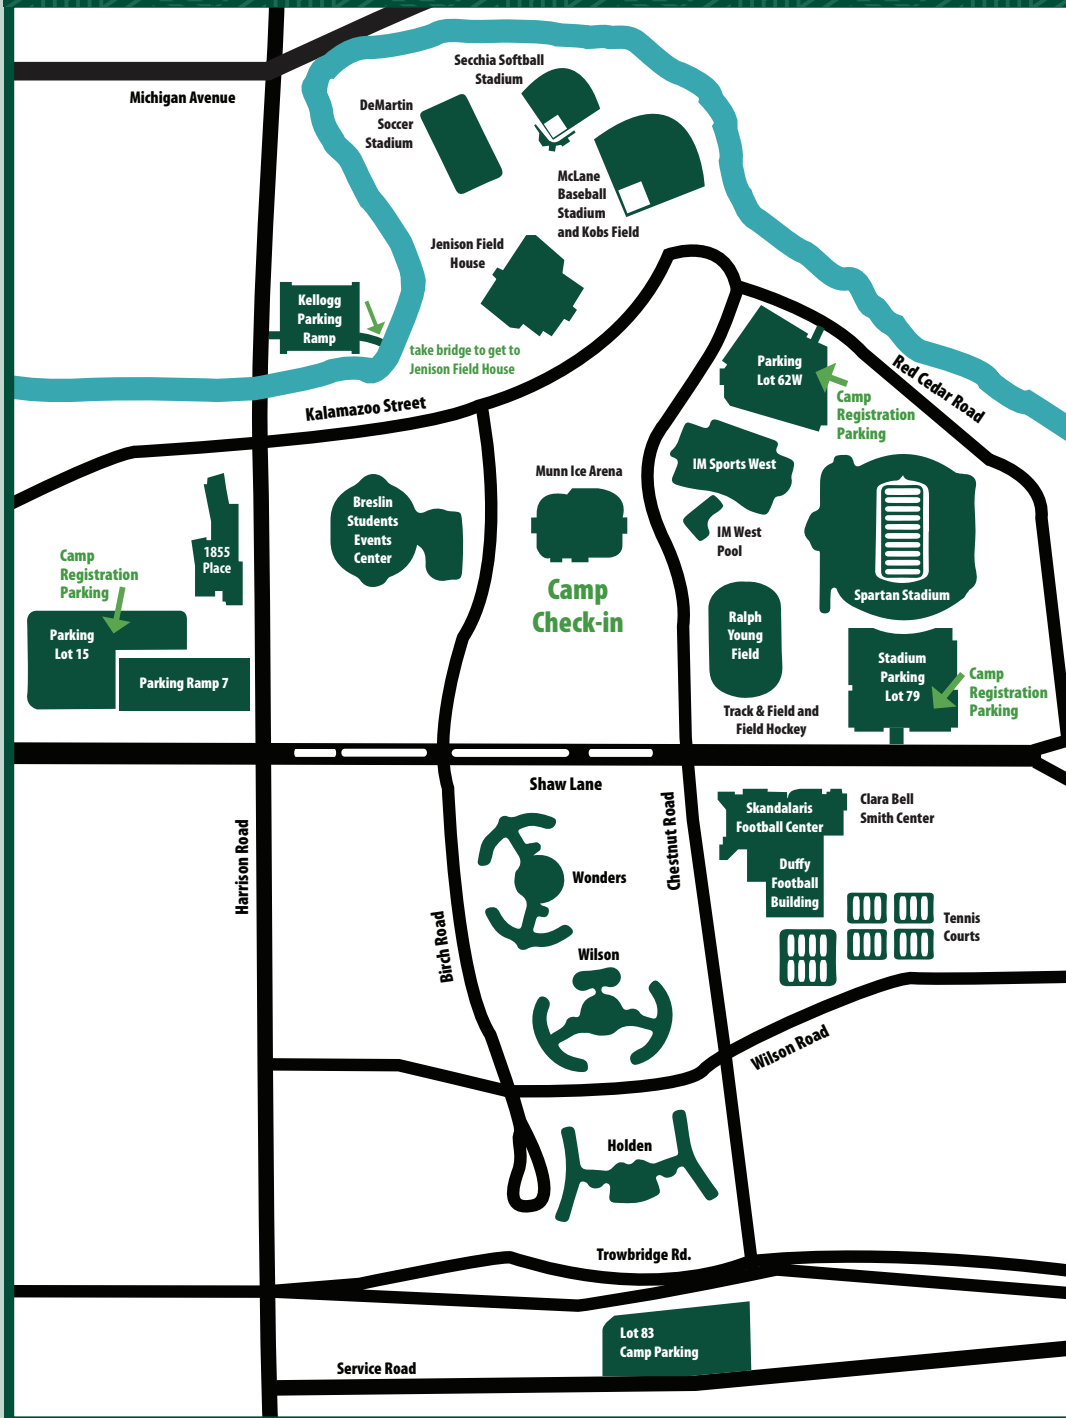 Michigan Avenue
Secchia Softball
Stadium
DeMartin
Soccer
Stadium
McLane
Baseball
Stadium
and Kobs Field
Jenison Field
House
Kellogg
Parking
Ramp
take bridge to get to
Jenison Field House
Kalamazoo Street
Parking
Lot 62W
Camp
Registration
Parking
Red Cedar Road
IM Sports West
Munn Ice Arena
IM West
Pool
Breslin
Students
Events
Center
1855
Place
Camp
Registration
Parking
Parking
Lot 15
Parking Ramp 7
Camp
Check-in
Spartan Stadium
Ralph
Young
Field
Track & Field and
Field Hockey
Stadium
Parking
Lot 79
Camp
Registration
Parking
Shaw Lane
Harrison Road
Birch Road
Chestnut Road
Skandalaris
Football Center
Clara Bell
Smith Center
Duffy
Football
Building
Tennis
Courts
Wonders
Wilson
Wilson Road
Holden
Trowbridge Rd.
Lot 83
Camp Parking
Service Road